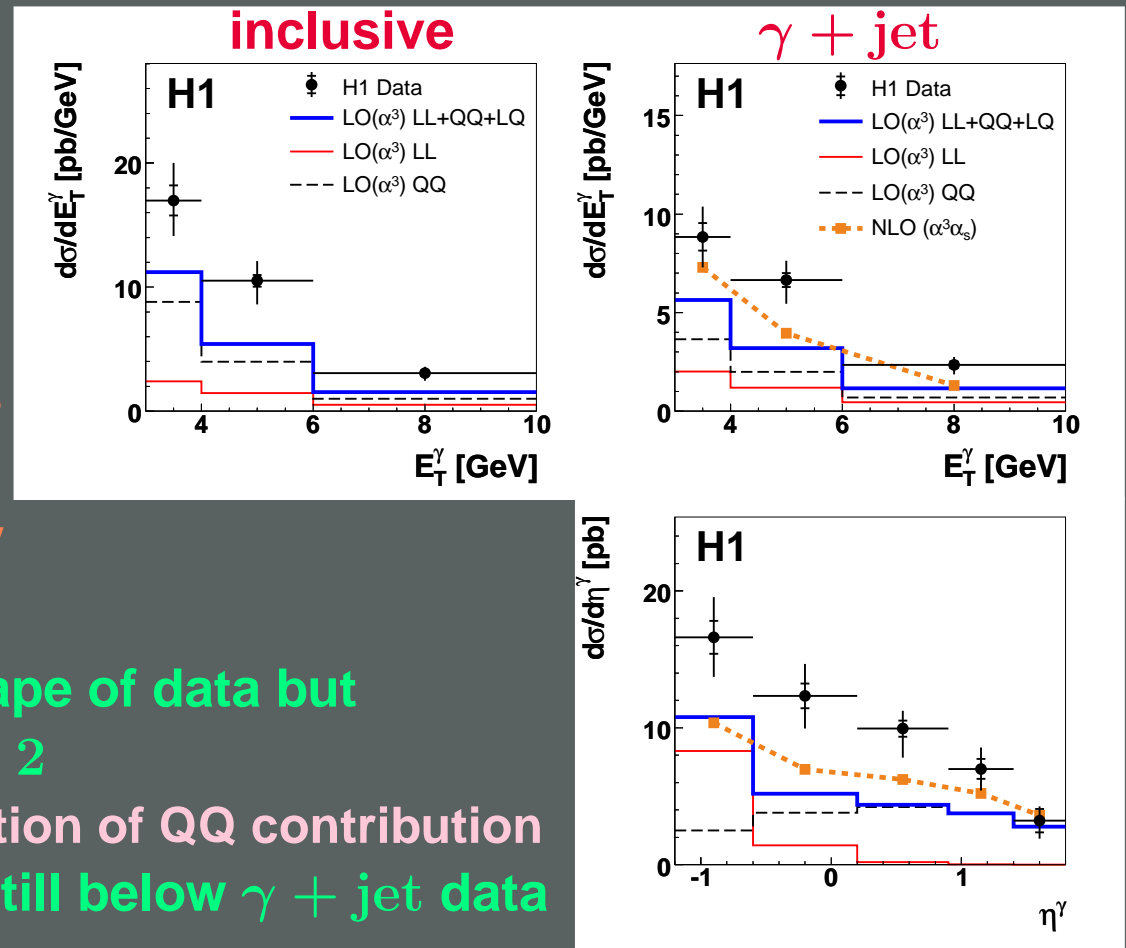 inclusive
γ + jet
H1
H1 Data
LO(α³) LL+QQ+LQ
LO(α³) LL
LO(α³) QQ
dσ/dE_T^γ [pb/GeV]
20
10
0
4 6 8 10
E_T^γ [GeV]
H1
H1 Data
LO(α³) LL+QQ+LQ
LO(α³) LL
LO(α³) QQ
NLO (α³α_s)
dσ/dE_T^γ [pb/GeV]
15
10
5
0
4 6 8 10
E_T^γ [GeV]
H1
dσ/dη^γ [pb]
20
10
0
-1 0 1
η^γ
ape of data but
2
tion of QQ contribution
till below γ + jet data